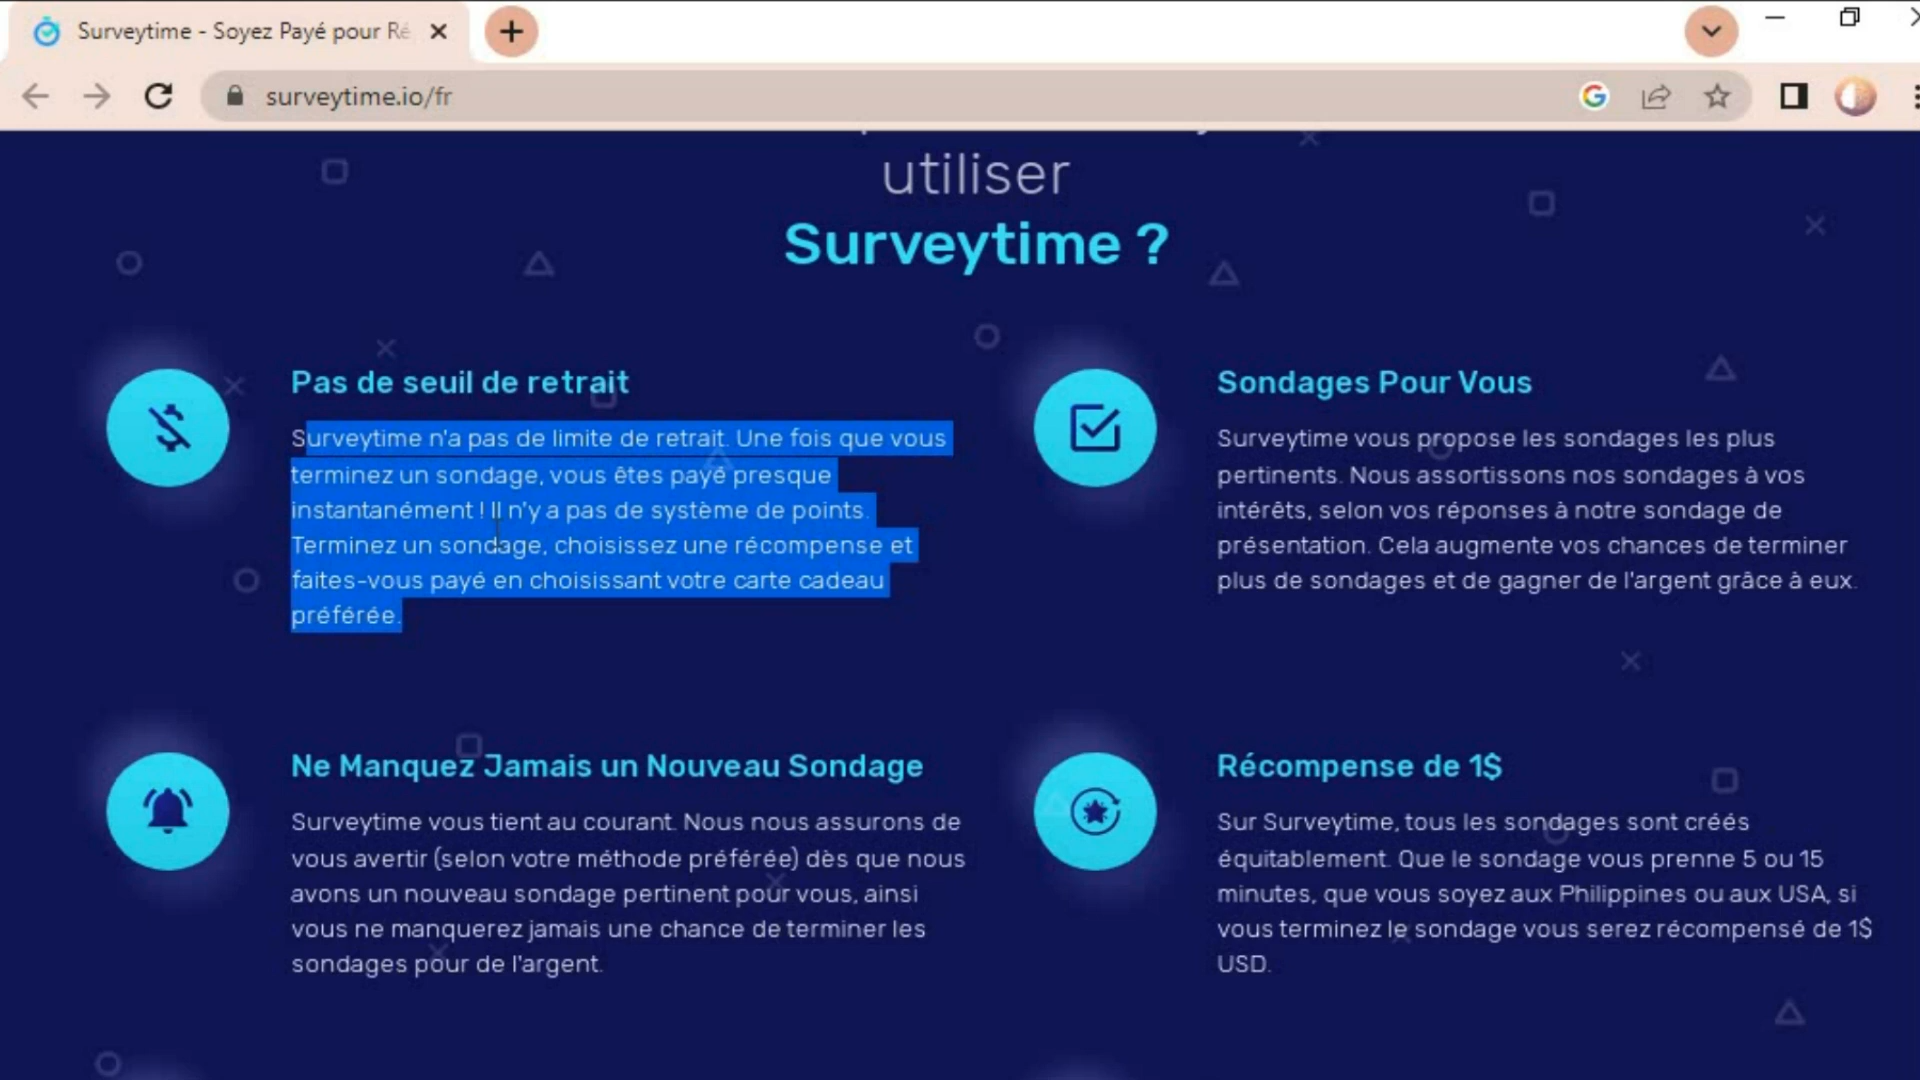 Surveytime - Soyez Payé pour Ré
surveytime.io/fr
utiliser
Surveytime ?
Pas de seuil de retrait
Surveytime n'a pas de limite de retrait. Une fois que vous
terminez un sondage, vous êtes payé presque
instantanément ! Il n'y a pas de système de points.
Terminez un sondage, choisissez une récompense et
faites-vous payé en choisissant votre carte cadeau
préférée.
Sondages Pour Vous
Surveytime vous propose les sondages les plus
pertinents. Nous assortissons nos sondages à vos
intérêts, selon vos réponses à notre sondage de
présentation. Cela augmente vos chances de terminer
plus de sondages et de gagner de l'argent grâce à eux.
Ne Manquez Jamais un Nouveau Sondage
Surveytime vous tient au courant. Nous nous assurons de
vous avertir (selon votre méthode préférée) dès que nous
avons un nouveau sondage pertinent pour vous, ainsi
vous ne manquerez jamais une chance de terminer les
sondages pour de l'argent.
Récompense de 1$
Sur Surveytime, tous les sondages sont créés
équitablement. Que le sondage vous prenne 5 ou 15
minutes, que vous soyez aux Philippines ou aux USA, si
vous terminez le sondage vous serez récompensé de 1$
USD.